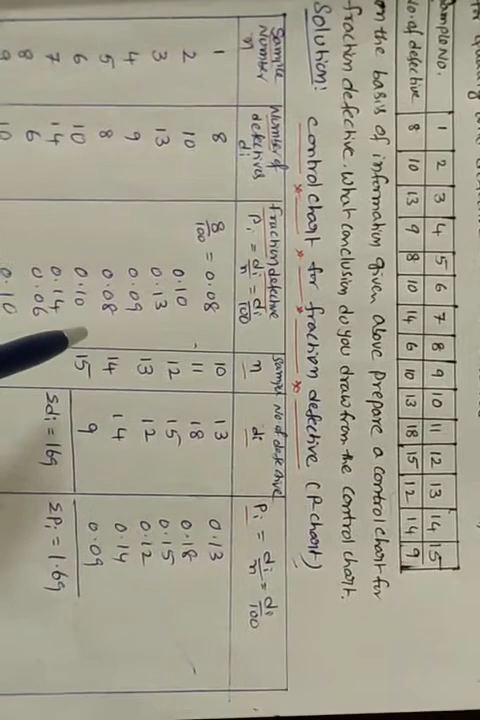 Sample No. 1 2 3 4 5 6 7 8 9 10 11 12 13 14 15
No. of defective 8 10 13 9 8 10 14 6 10 13 18 15 12 14 9
on the basis of information given above prepare a control chart for
fraction defective. What conclusion do you draw from the control chart.
Solution: control chart for fraction defective (P-chart)
Sample Number n | Number of defectives di | fraction defective Pi = di/n = di/100 | Sample n | No of defective di | Pi = di/n = di/100
1 8 8/100 = 0.08 10 13 0.13
2 10 0.10 11 18 0.18
3 13 0.13 12 15 0.15
4 9 0.09 13 12 0.12
5 8 0.08 14 14 0.14
6 10 0.10 15 9 0.09
7 14 0.14 Σdi = 169 ΣPi = 1.69
8 6 0.06
9 10 0.10